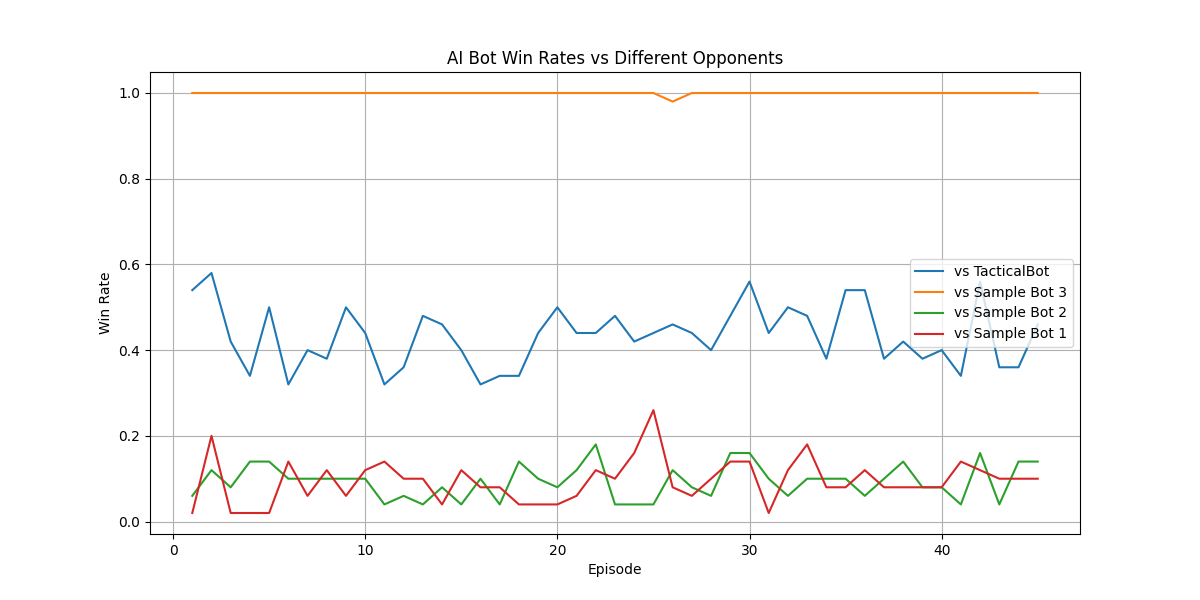 AI Bot Win Rates vs Different Opponents
1.0
0.8
0.6
0.4
0.2
0.0
Win Rate
vs TacticalBot
vs Sample Bot 3
vs Sample Bot 2
vs Sample Bot 1
0 10 20 30 40
Episode